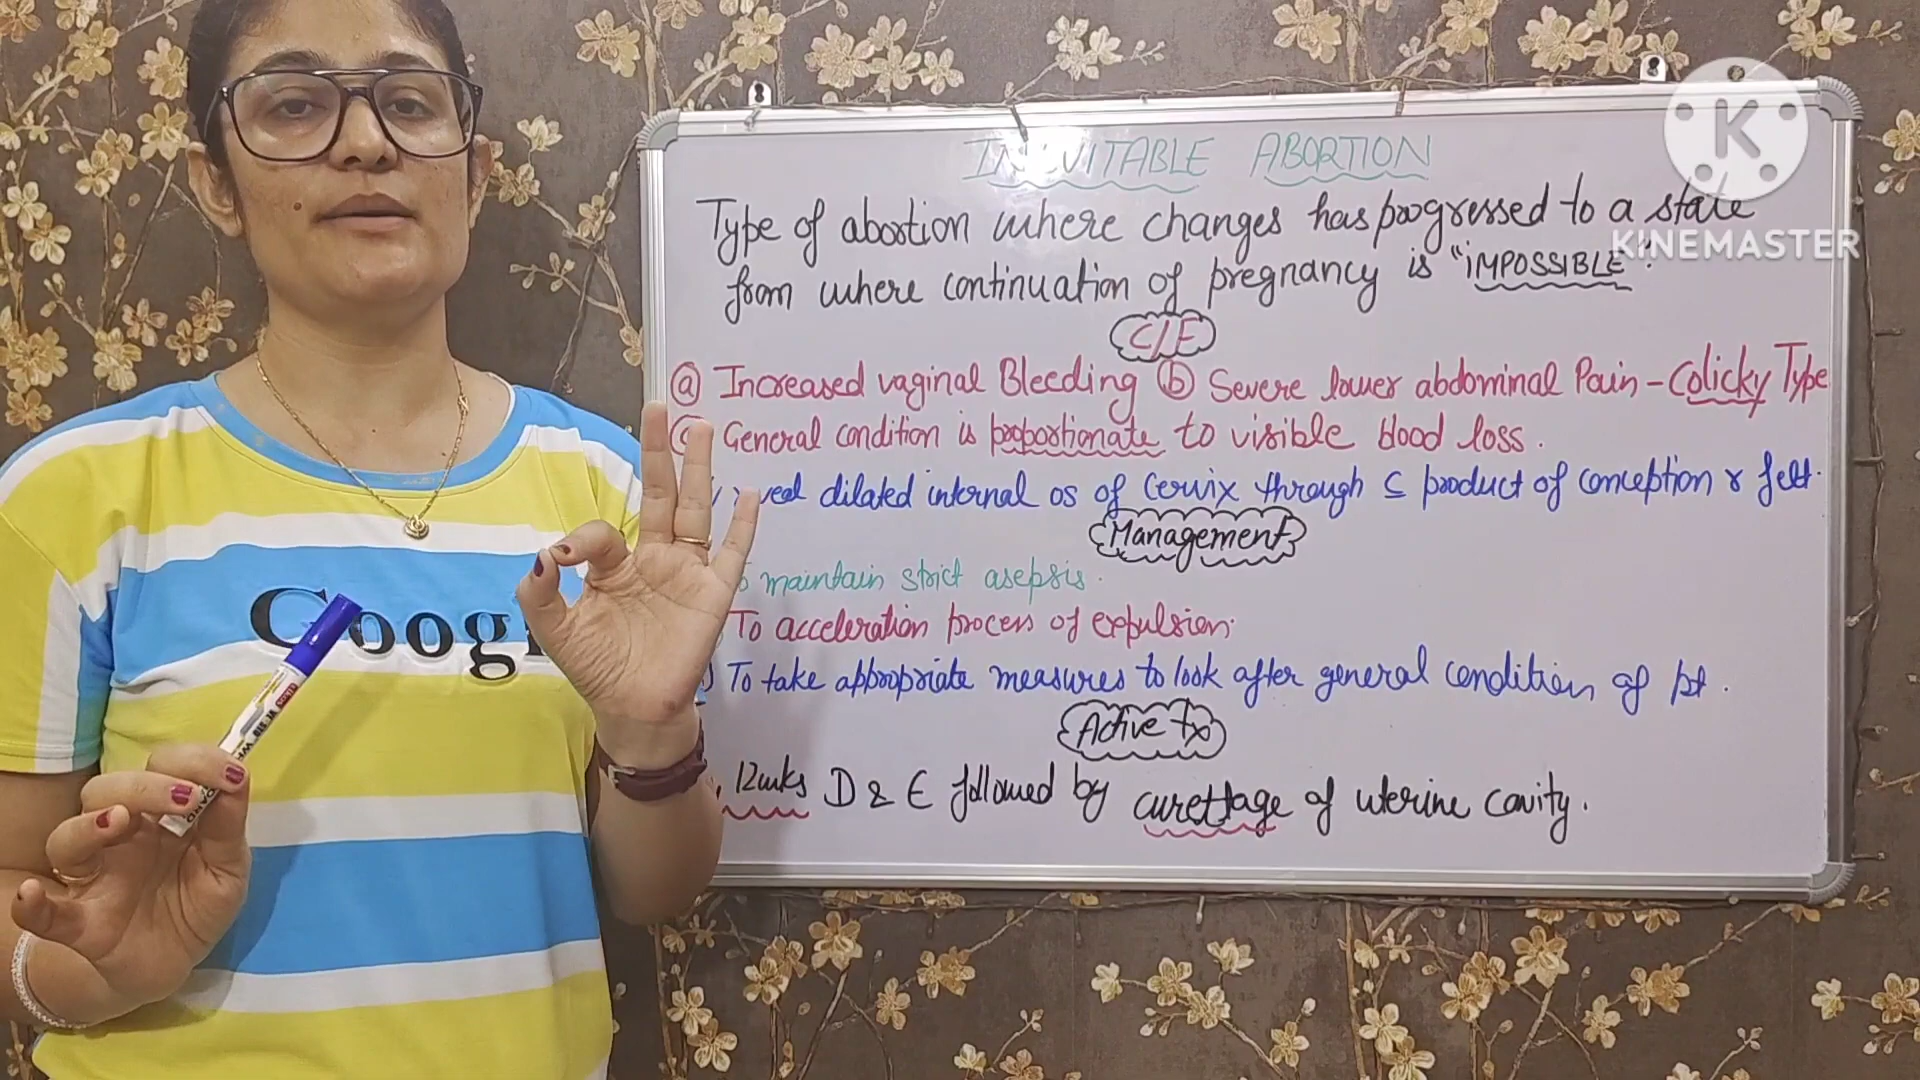 INEVITABLE ABORTION
Type of abortion where changes has progressed to a state
from where continuation of pregnancy is "IMPOSSIBLE".
C/F
ⓐ Increased vaginal Bleeding ⓑ Severe lower abdominal Pain - Colicky Type
ⓒ General condition is proportionate to visible blood loss.
dilated internal os of Cervix through c product of conception r felt.
Management
maintain strict asepsis.
To acceleration process of expulsion.
To take appropriate measures to look after general condition of pt.
Active tx
12wks D & E followed by curettage of uterine cavity.
Goog
K
KINEMASTER